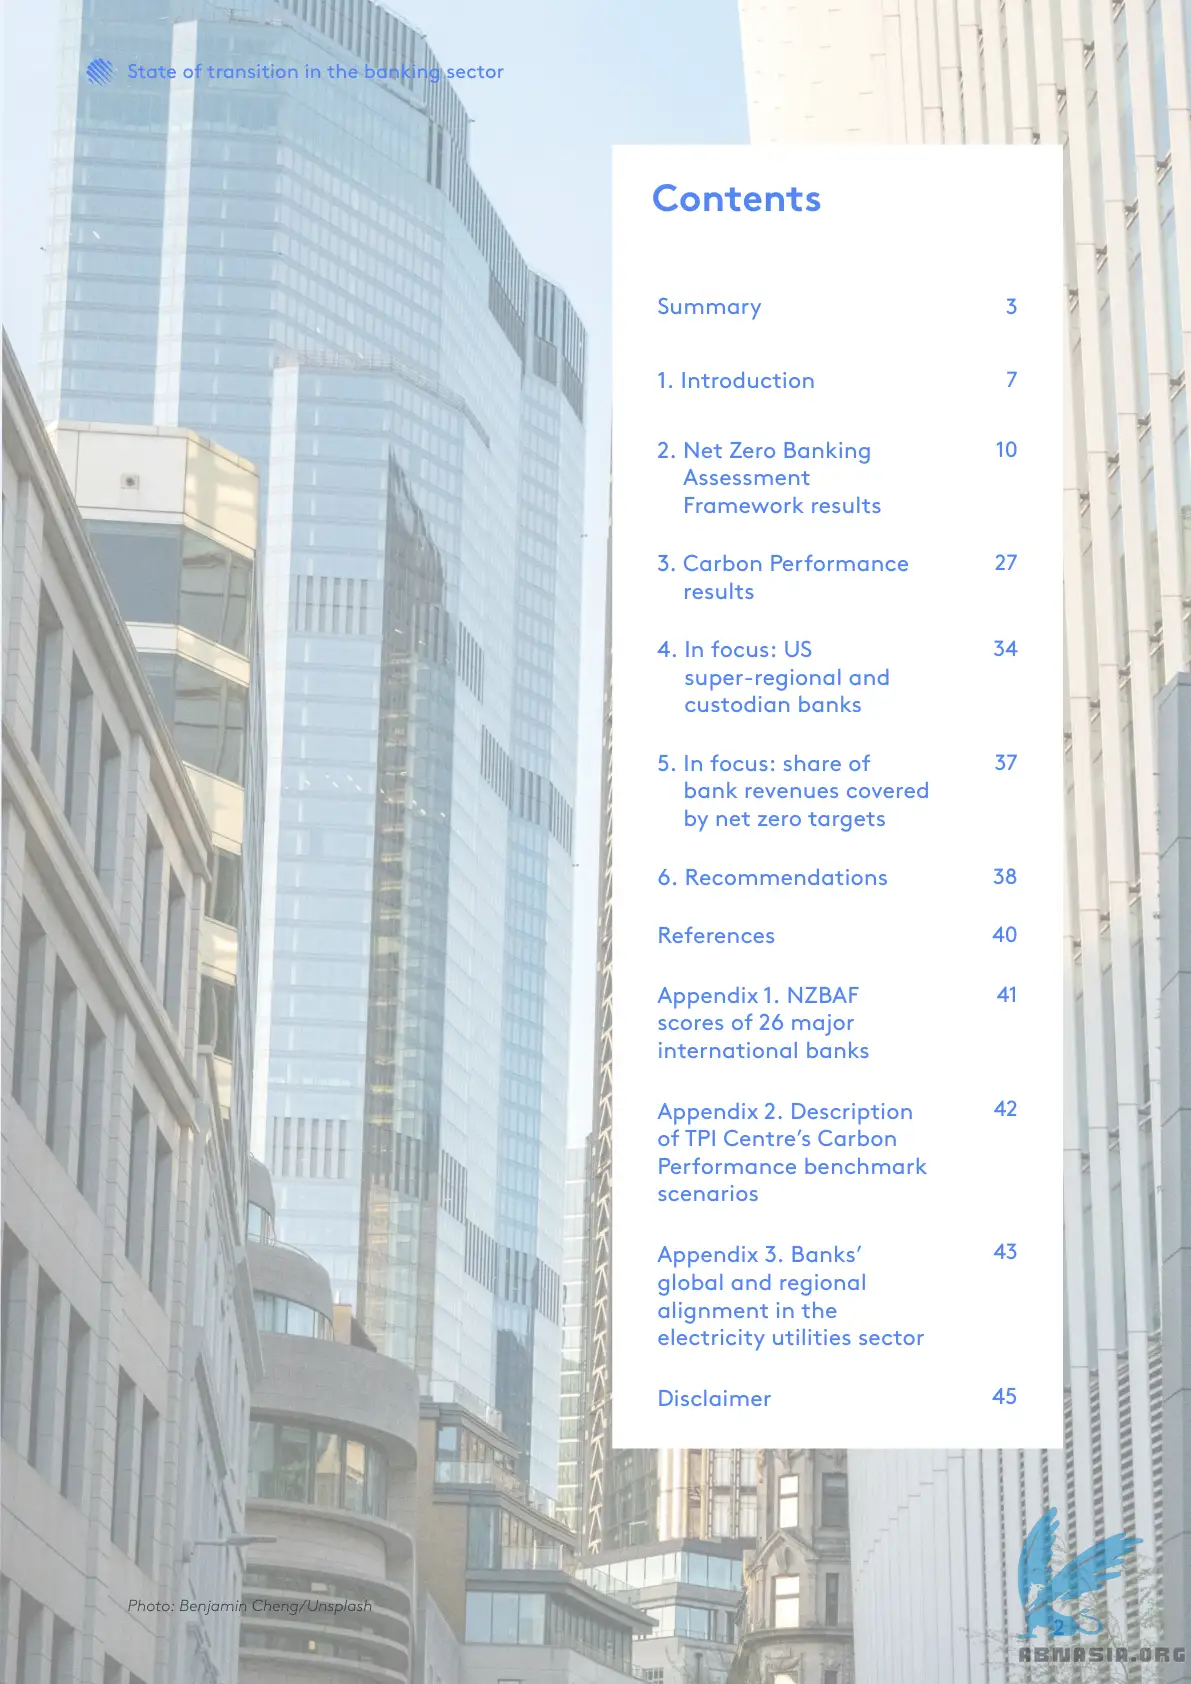 State of transition in the banking sector
Contents
Summary 3
1. Introduction 7
2. Net Zero Banking 10
Assessment
Framework results
3. Carbon Performance 27
results
4. In focus: US 34
super-regional and
custodian banks
5. In focus: share of 37
bank revenues covered
by net zero targets
6. Recommendations 38
References 40
Appendix 1. NZBAF 41
scores of 26 major
international banks
Appendix 2. Description 42
of TPI Centre’s Carbon
Performance benchmark
scenarios
Appendix 3. Banks’ 43
global and regional
alignment in the
electricity utilities sector
Disclaimer 45
Photo: Benjamin Cheng/Unsplash
2
ABNASIA.ORG